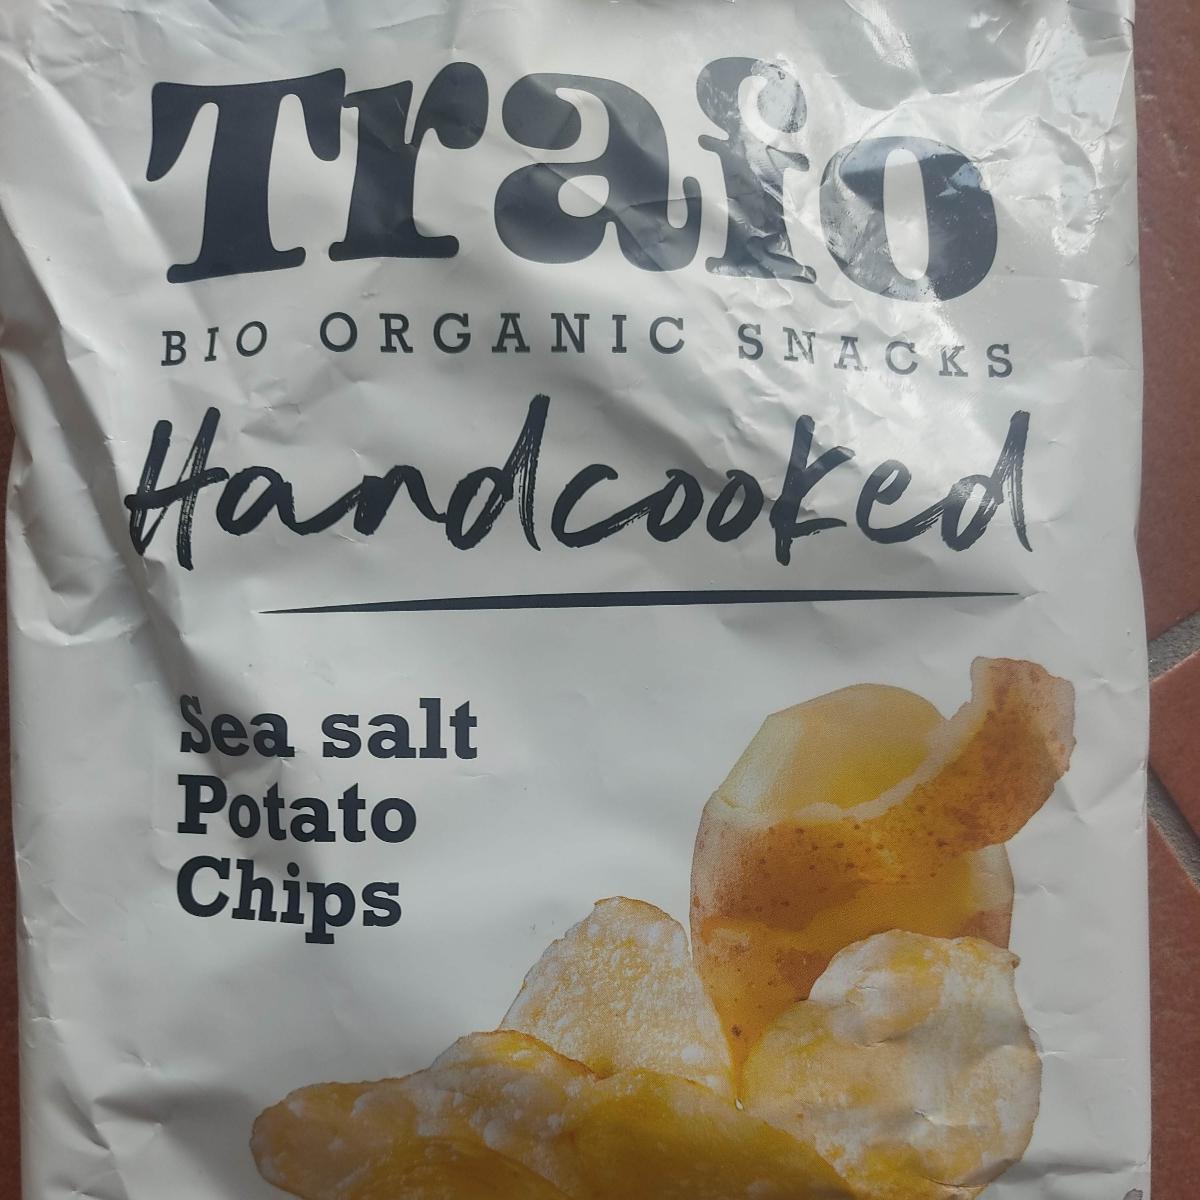 Trafo
BIO ORGANIC SNACKS
Handcooked
Sea salt
Potato
Chips